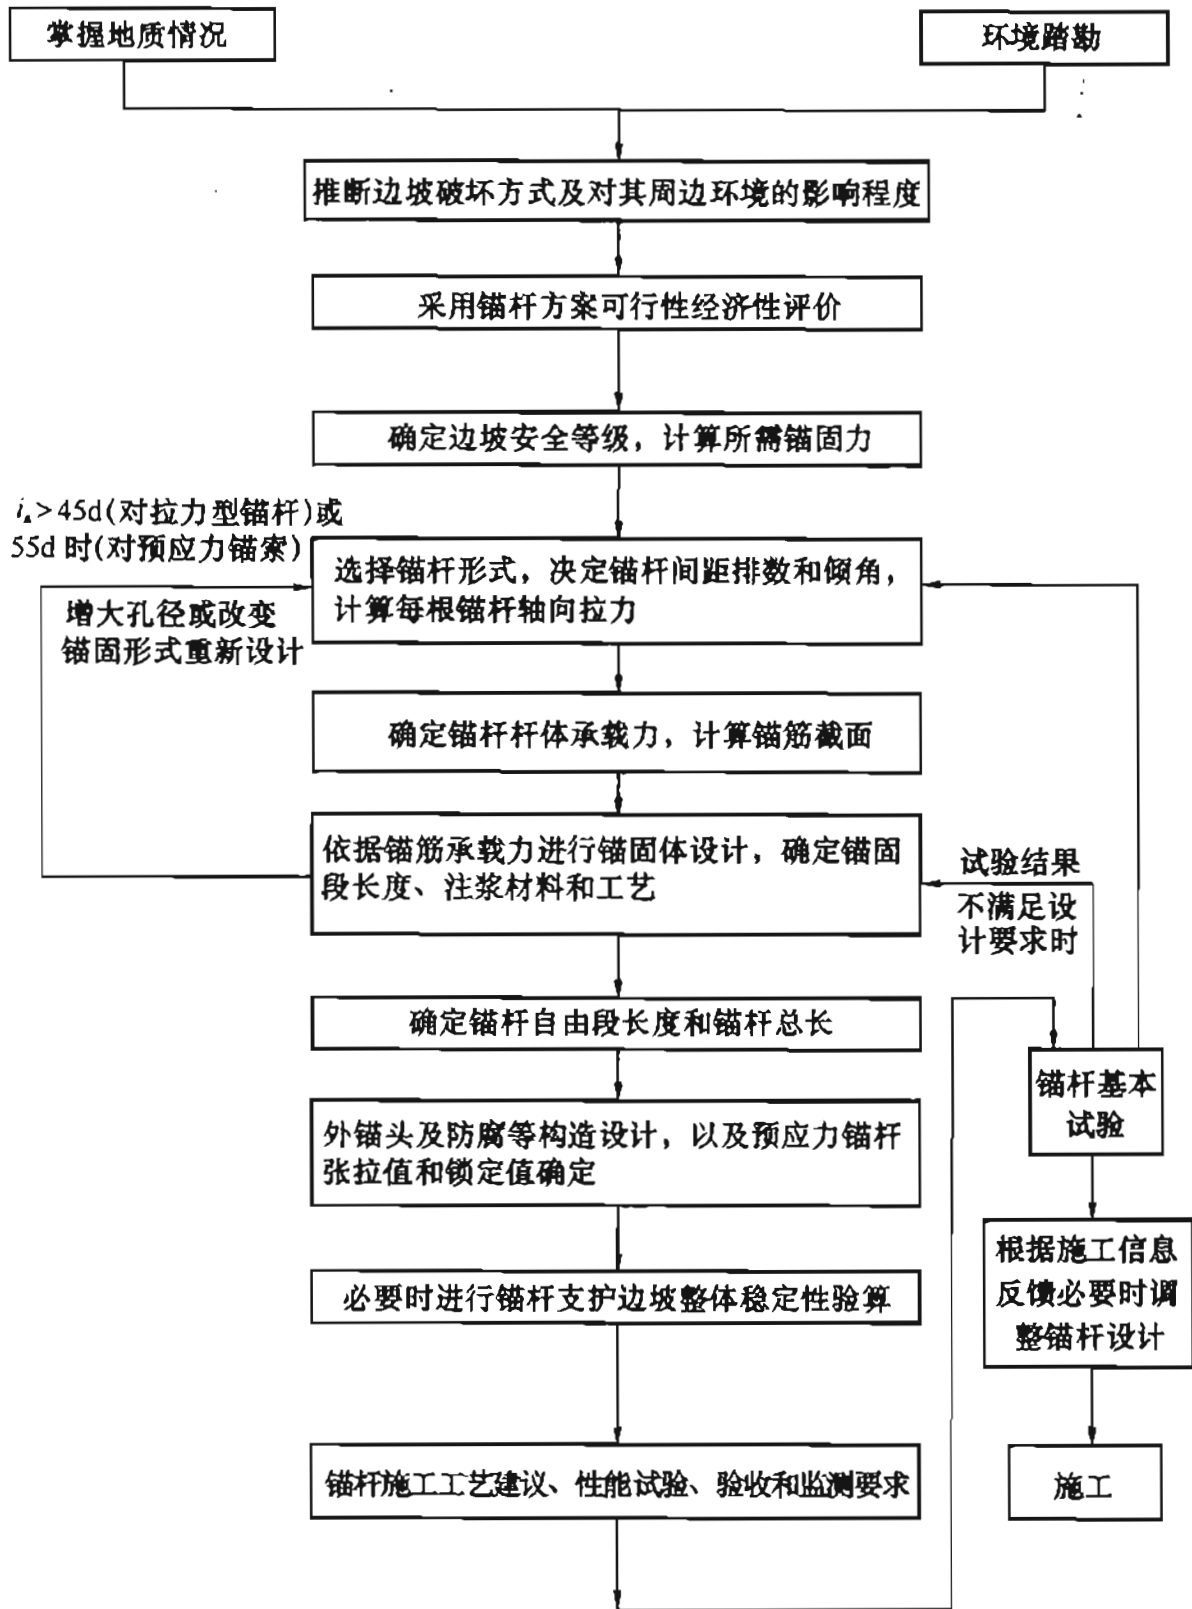 掌握地质情况
环境踏勘
推断边坡破坏方式及对其周边环境的影响程度
采用锚杆方案可行性经济性评价
确定边坡安全等级，计算所需锚固力
>45d(对拉力型锚杆)或
55d 时(对预应力锚索)
增大孔径或改变
锚固形式重新设计
选择锚杆形式，决定锚杆间距排数和倾角，
计算每根锚杆轴向拉力
确定锚杆杆体承载力，计算锚筋截面
依据锚筋承载力进行锚固体设计，确定锚固
段长度、注浆材料和工艺
试验结果
不满足设
计要求时
确定锚杆自由段长度和锚杆总长
锚杆基本
试验
外锚头及防腐等构造设计，以及预应力锚杆
张拉值和锁定值确定
根据施工信息
反馈必要时调
整锚杆设计
必要时进行锚杆支护边坡整体稳定性验算
锚杆施工工艺建议、性能试验、验收和监测要求
施工